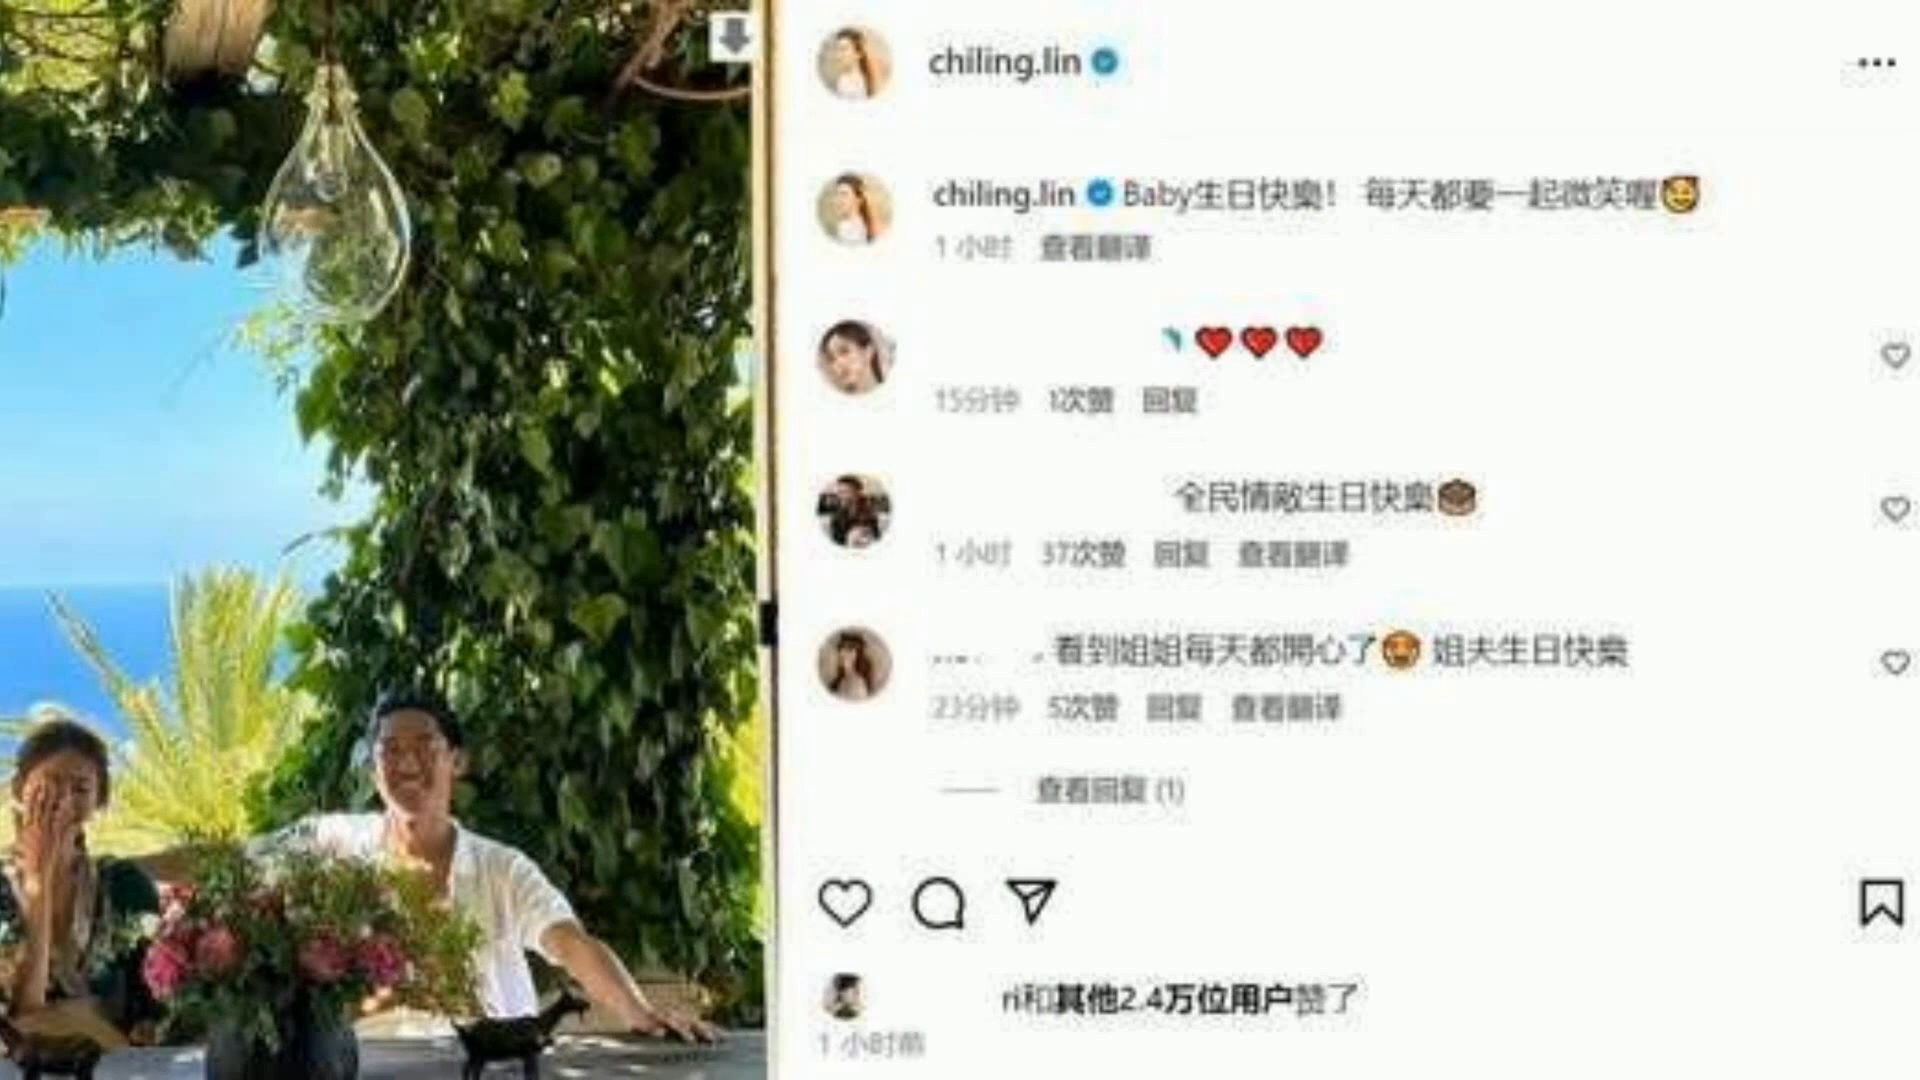 chiling.lin
chiling.lin Baby生日快樂！ 每天都要一起微笑喔
1 小时 查看翻译
15分钟 1次赞 回复
全民情敵生日快樂
1 小时 37次赞 回复 查看翻译
看到姐姐每天都開心了 姐夫生日快樂
23分钟 5次赞 回复 查看翻译
查看回复 (1)
ri和其他2.4万位用户赞了
1 小时前